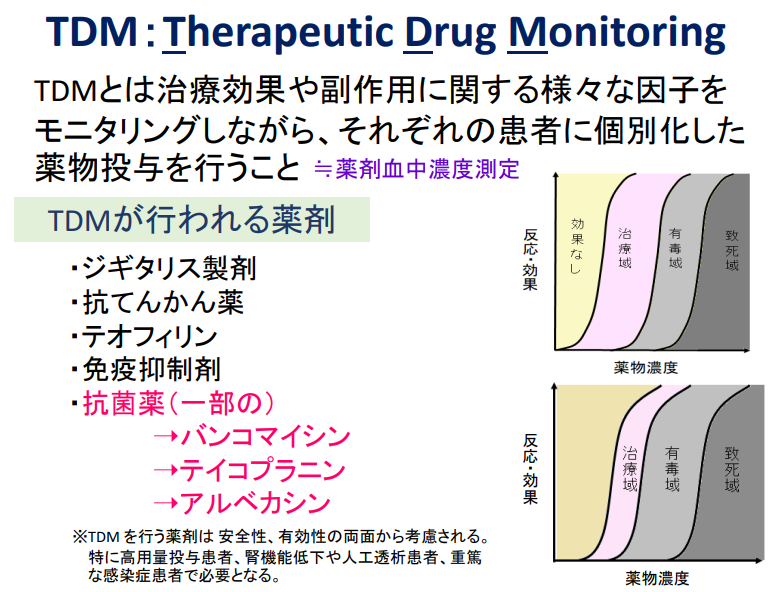 TDM：Therapeutic Drug Monitoring
TDMとは治療効果や副作用に関する様々な因子を
モニタリングしながら、それぞれの患者に個別化した
薬物投与を行うこと ≒薬剤血中濃度測定
TDMが行われる薬剤
・ジギタリス製剤
・抗てんかん薬
・テオフィリン
・免疫抑制剤
・抗菌薬（一部の）
→バンコマイシン
→テイコプラニン
→アルベカシン
※TDM を行う薬剤は 安全性、有効性の両面から考慮される。
特に高用量投与患者、腎機能低下や人工透析患者、重篤
な感染症患者で必要となる。
反応・効果
効果なし
治療域
有毒域
致死域
薬物濃度
反応・効果
治療域
有毒域
致死域
薬物濃度